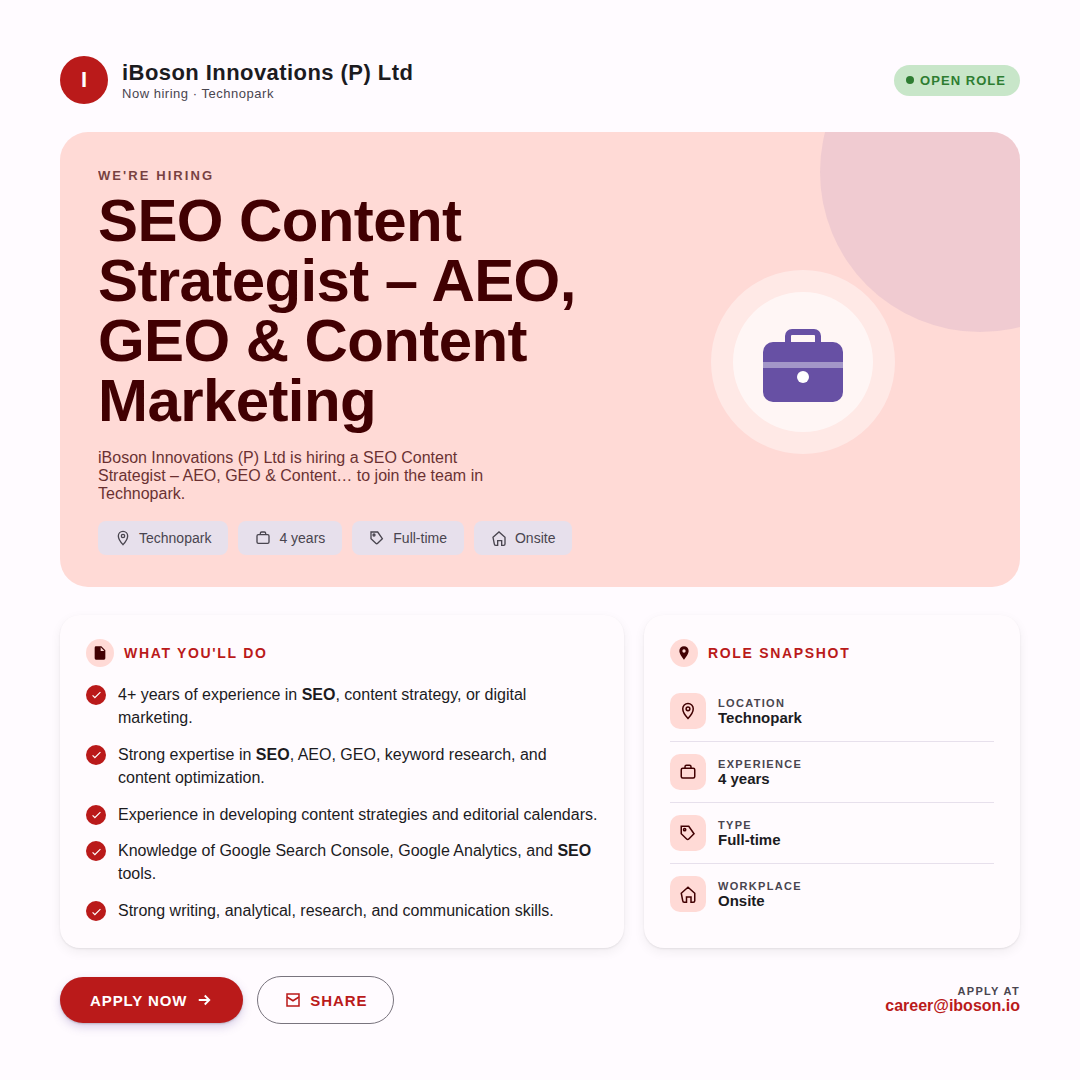 I
iBoson Innovations (P) Ltd
Now hiring · Technopark
OPEN ROLE
WE'RE HIRING
SEO Content
Strategist – AEO,
GEO & Content
Marketing
iBoson Innovations (P) Ltd is hiring a SEO Content
Strategist – AEO, GEO & Content… to join the team in
Technopark.
Technopark
4 years
Full-time
Onsite
WHAT YOU'LL DO
4+ years of experience in SEO, content strategy, or digital
marketing.
Strong expertise in SEO, AEO, GEO, keyword research, and
content optimization.
Experience in developing content strategies and editorial calendars.
Knowledge of Google Search Console, Google Analytics, and SEO
tools.
Strong writing, analytical, research, and communication skills.
ROLE SNAPSHOT
LOCATION
Technopark
EXPERIENCE
4 years
TYPE
Full-time
WORKPLACE
Onsite
APPLY NOW
SHARE
APPLY AT
career@iboson.io